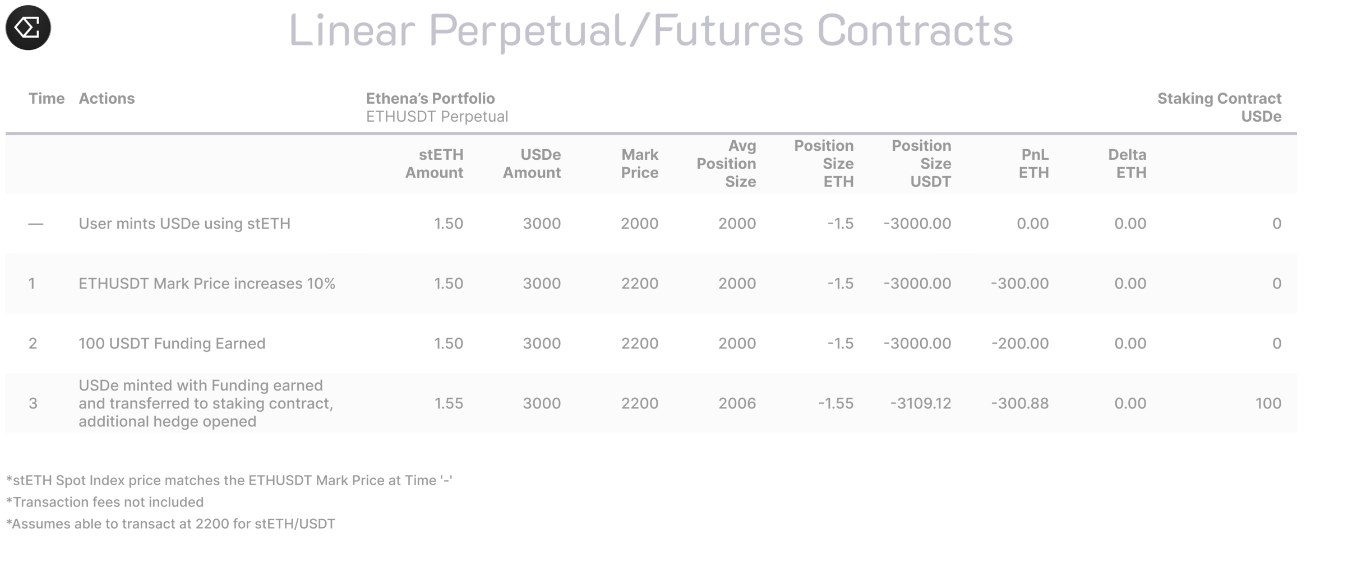 Linear Perpetual/Futures Contracts
Time Actions Ethena's Portfolio Staking Contract
ETHUSDT Perpetual USDe
stETH Amount USDe Amount Mark Price Avg Position Size Position Size ETH Position Size USDT PnL ETH Delta ETH
— User mints USDe using stETH 1.50 3000 2000 2000 -1.5 -3000.00 0.00 0.00 0
1 ETHUSDT Mark Price increases 10% 1.50 3000 2200 2000 -1.5 -3000.00 -300.00 0.00 0
2 100 USDT Funding Earned 1.50 3000 2200 2000 -1.5 -3000.00 -200.00 0.00 0
USDe minted with Funding earned
3 and transferred to staking contract, 1.55 3000 2200 2006 -1.55 -3109.12 -300.88 0.00 100
additional hedge opened
*stETH Spot Index price matches the ETHUSDT Mark Price at Time '-'
*Transaction fees not included
*Assumes able to transact at 2200 for stETH/USDT